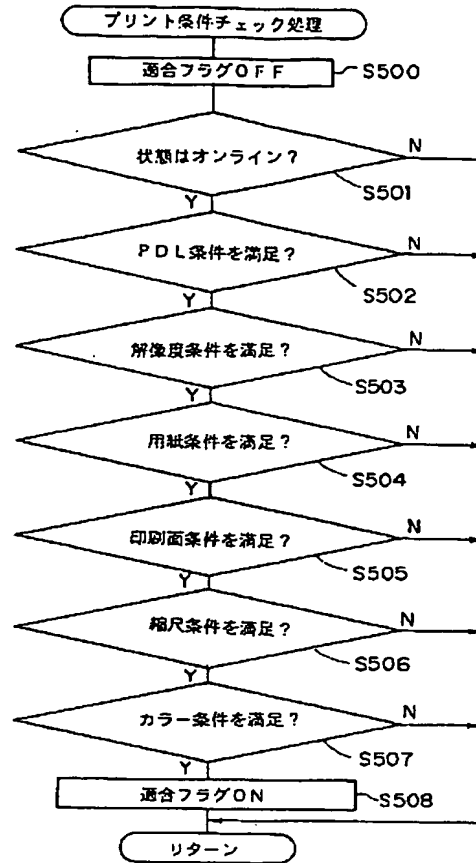 プリント条件チェック処理
適合フラグOFF
S500
状態はオンライン?
N
S501
Y
PDL条件を満足?
N
S502
Y
解像度条件を満足?
N
S503
Y
用紙条件を満足?
N
S504
Y
印刷面条件を満足?
N
S505
Y
縮尺条件を満足?
N
S506
Y
カラー条件を満足?
N
S507
Y
適合フラグON
S508
リターン